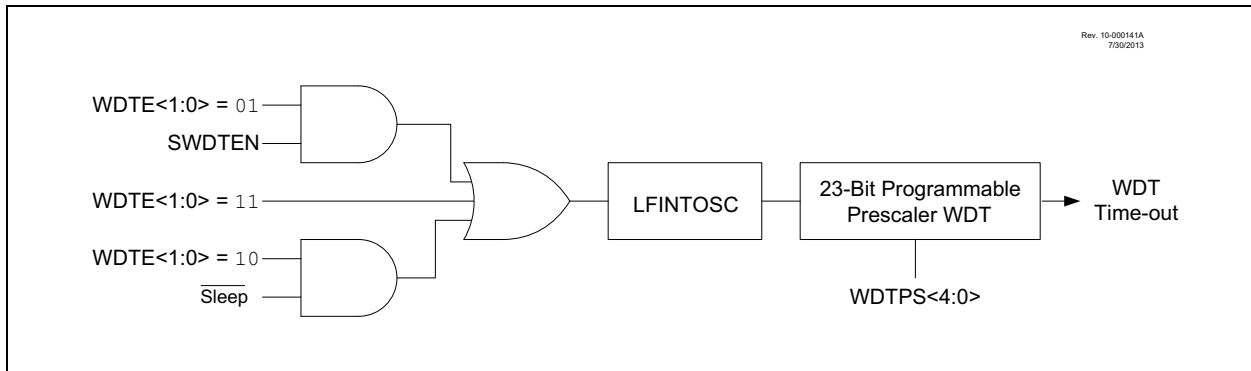 Rev. 10-000141A
7/30/2013
WDTE<1:0> = 01
SWDTEN
WDTE<1:0> = 11
WDTE<1:0> = 10
Sleep
LFINTOSC
23-Bit Programmable
Prescaler WDT
WDT
Time-out
WDTPS<4:0>